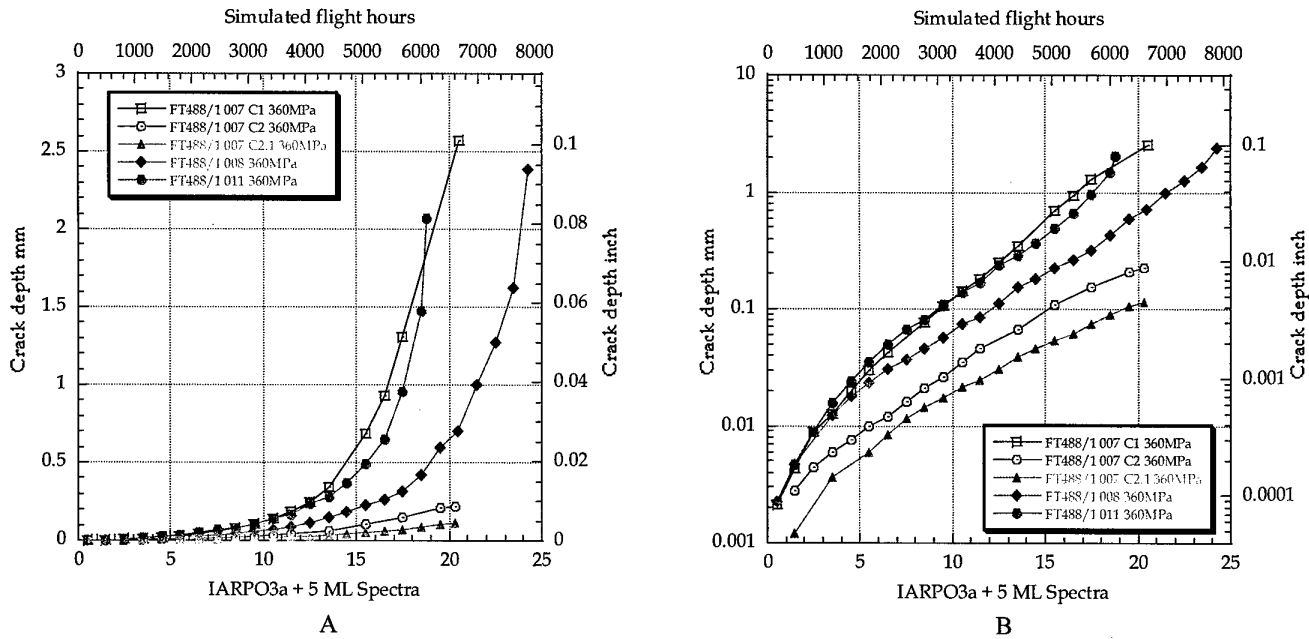 Simulated flight hours
0 1000 2000 3000 4000 5000 6000 7000 8000
3
2.5
2
1.5
1
0.5
0
Crack depth mm
FT488/1 007 C1 360MPa
FT488/1 007 C2 360MPa
FT488/1 007 C2.1 360MPa
FT488/1 008 360MPa
FT488/1 011 360MPa
0.1
0.08
0.06
0.04
0.02
0
Crack depth inch
0 5 10 15 20 25
IARPO3a + 5 ML Spectra
A
Simulated flight hours
0 1000 2000 3000 4000 5000 6000 7000 8000
10
1
0.1
0.01
0.001
Crack depth mm
0.1
0.01
0.001
0.0001
Crack depth inch
FT488/1 007 C1 360MPa
FT488/1 007 C2 360MPa
FT488/1 007 C2.1 360MPa
FT488/1 008 360MPa
FT488/1 011 360MPa
0 5 10 15 20 25
IARPO3a + 5 ML Spectra
B